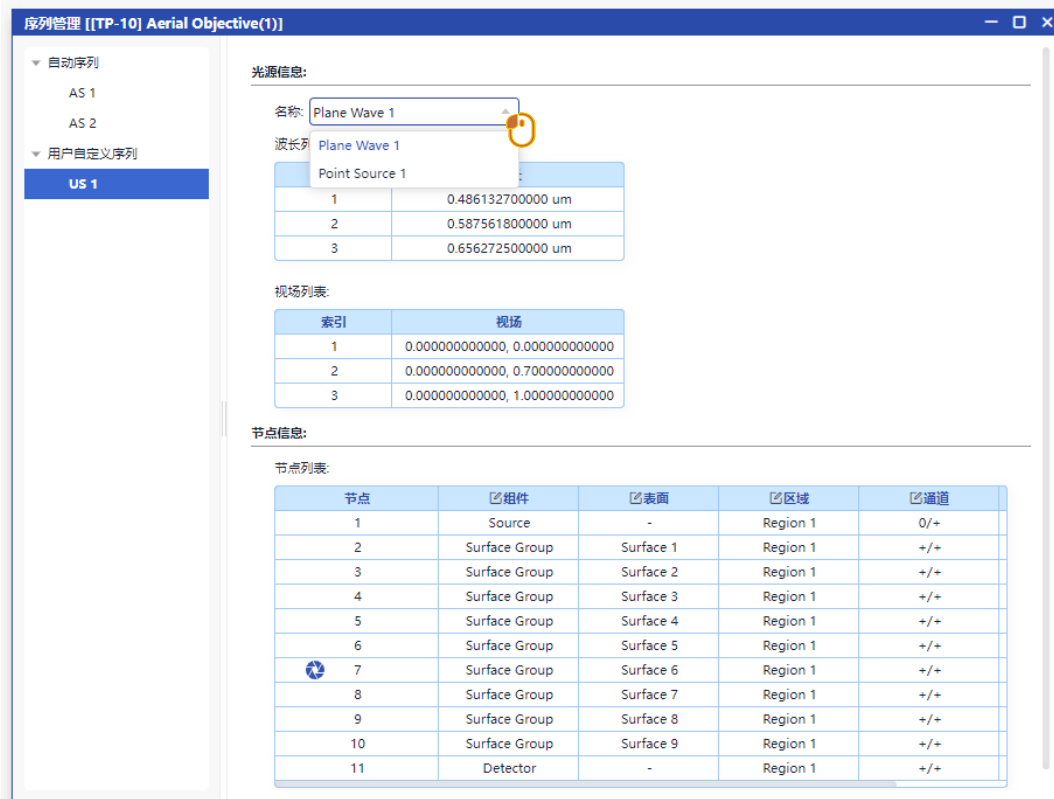 序列管理 [[TP-10] Aerial Objective(1)]
自动序列
AS 1
AS 2
用户自定义序列
US 1
光源信息:
名称: Plane Wave 1
波长列
Plane Wave 1
Point Source 1
1 0.486132700000 um
2 0.587561800000 um
3 0.656272500000 um
视场列表:
索引 视场
1 0.000000000000, 0.000000000000
2 0.000000000000, 0.700000000000
3 0.000000000000, 1.000000000000
节点信息:
节点列表:
节点 组件 表面 区域 通道
1 Source - Region 1 0/+
2 Surface Group Surface 1 Region 1 +/+
3 Surface Group Surface 2 Region 1 +/+
4 Surface Group Surface 3 Region 1 +/+
5 Surface Group Surface 4 Region 1 +/+
6 Surface Group Surface 5 Region 1 +/+
7 Surface Group Surface 6 Region 1 +/+
8 Surface Group Surface 7 Region 1 +/+
9 Surface Group Surface 8 Region 1 +/+
10 Surface Group Surface 9 Region 1 +/+
11 Detector - Region 1 +/+